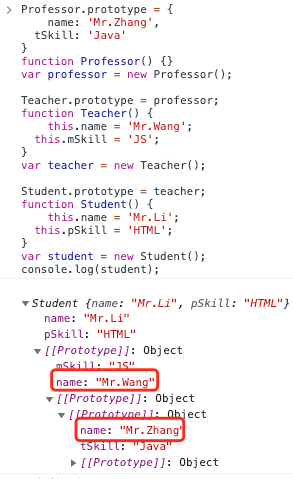 Professor.prototype = {
name: 'Mr.Zhang',
tSkill: 'Java'
}
function Professor() {}
var professor = new Professor();
Teacher.prototype = professor;
function Teacher() {
this.name = 'Mr.Wang';
this.mSkill = 'JS';
}
var teacher = new Teacher();
Student.prototype = teacher;
function Student() {
this.name = 'Mr.Li';
this.pSkill = 'HTML';
}
var student = new Student();
console.log(student);
Student {name: "Mr.Li", pSkill: "HTML"}
name: "Mr.Li"
pSkill: "HTML"
[[Prototype]]: Object
mSkill: "JS"
name: "Mr.Wang"
[[Prototype]]: Object
[[Prototype]]: Object
name: "Mr.Zhang"
tSkill: "Java"
[[Prototype]]: Object